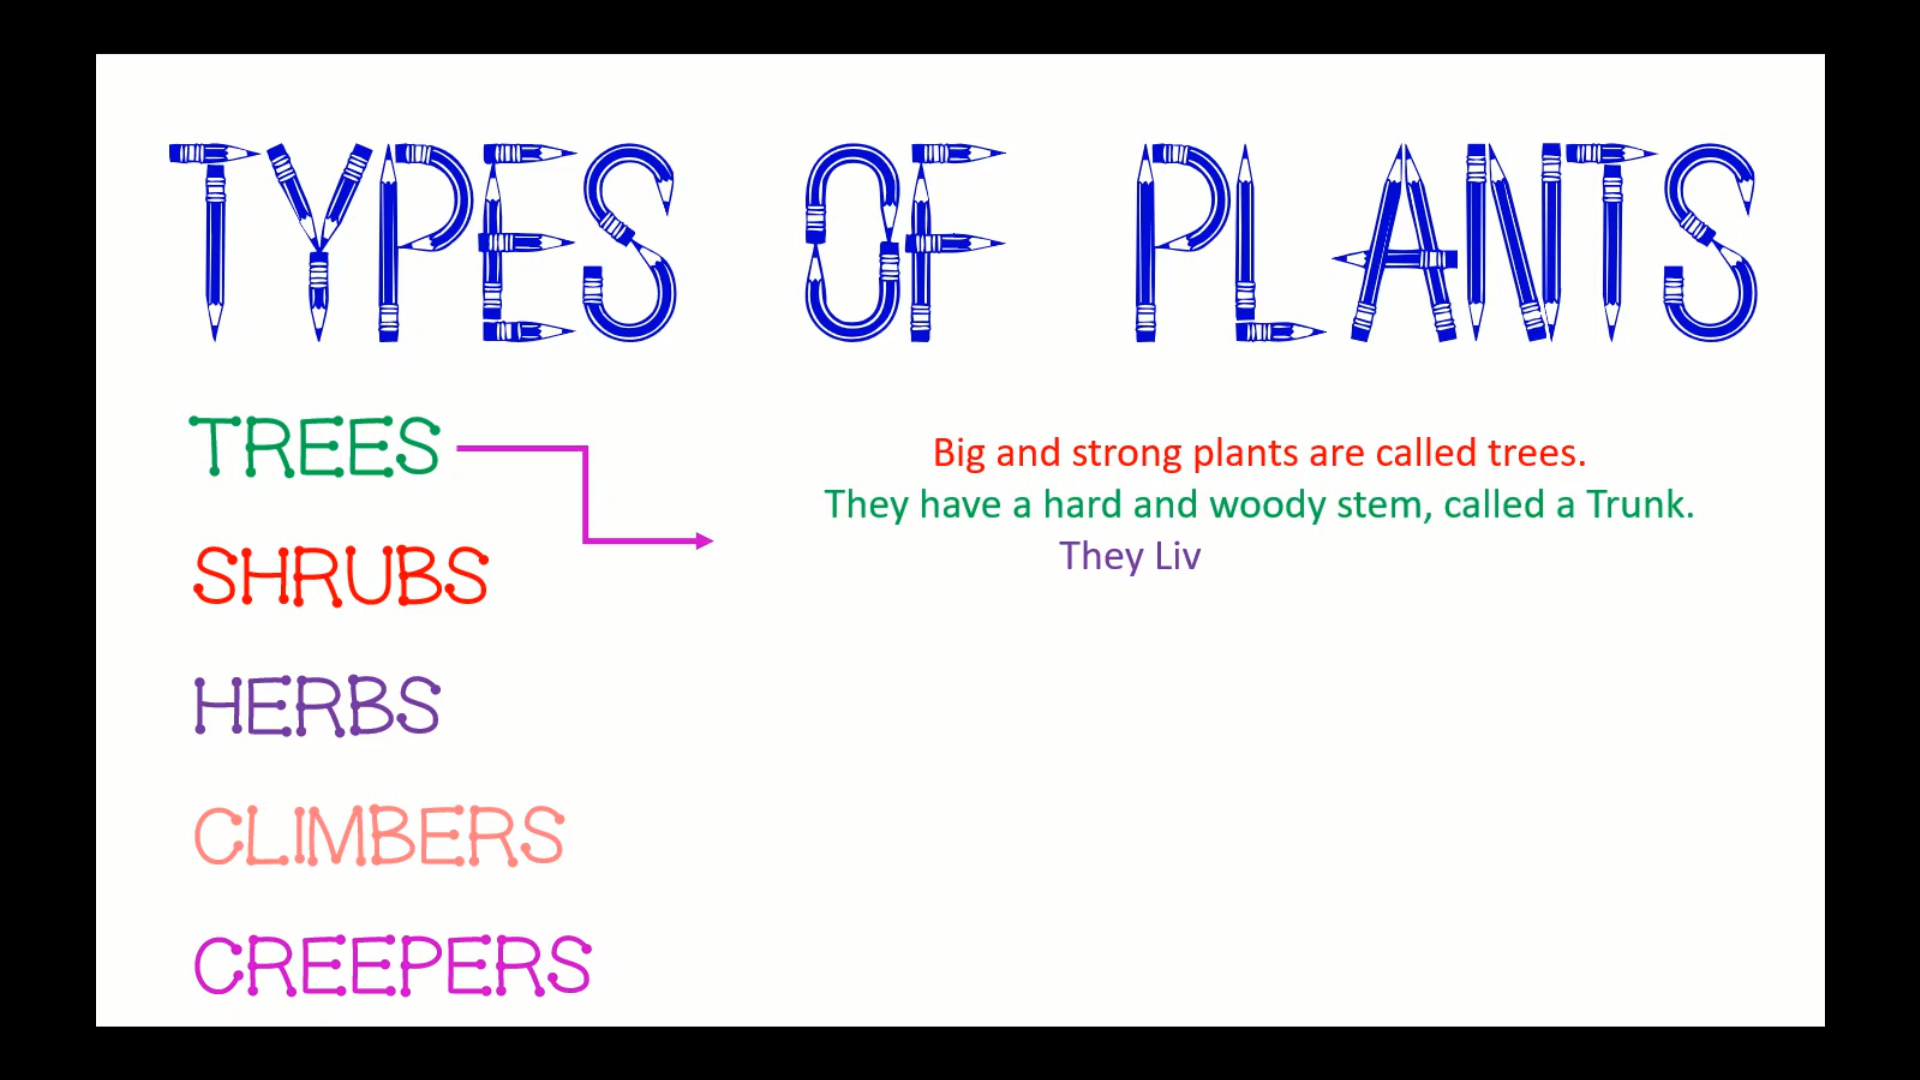 TYPES OF PLANTS
TREES
Big and strong plants are called trees.
They have a hard and woody stem, called a Trunk.
They Liv
SHRUBS
HERBS
CLIMBERS
CREEPERS